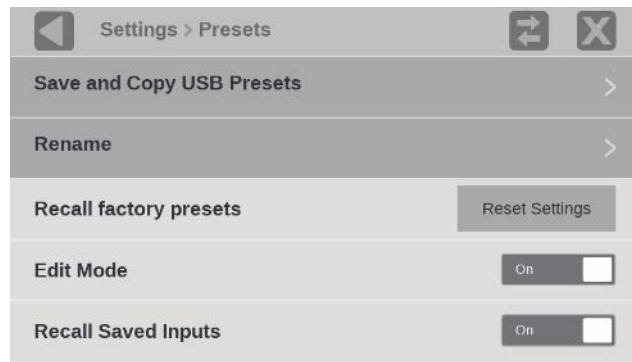 Settings > Presets
Save and Copy USB Presets
Rename
Recall factory presets
Reset Settings
Edit Mode
On
Recall Saved Inputs
On